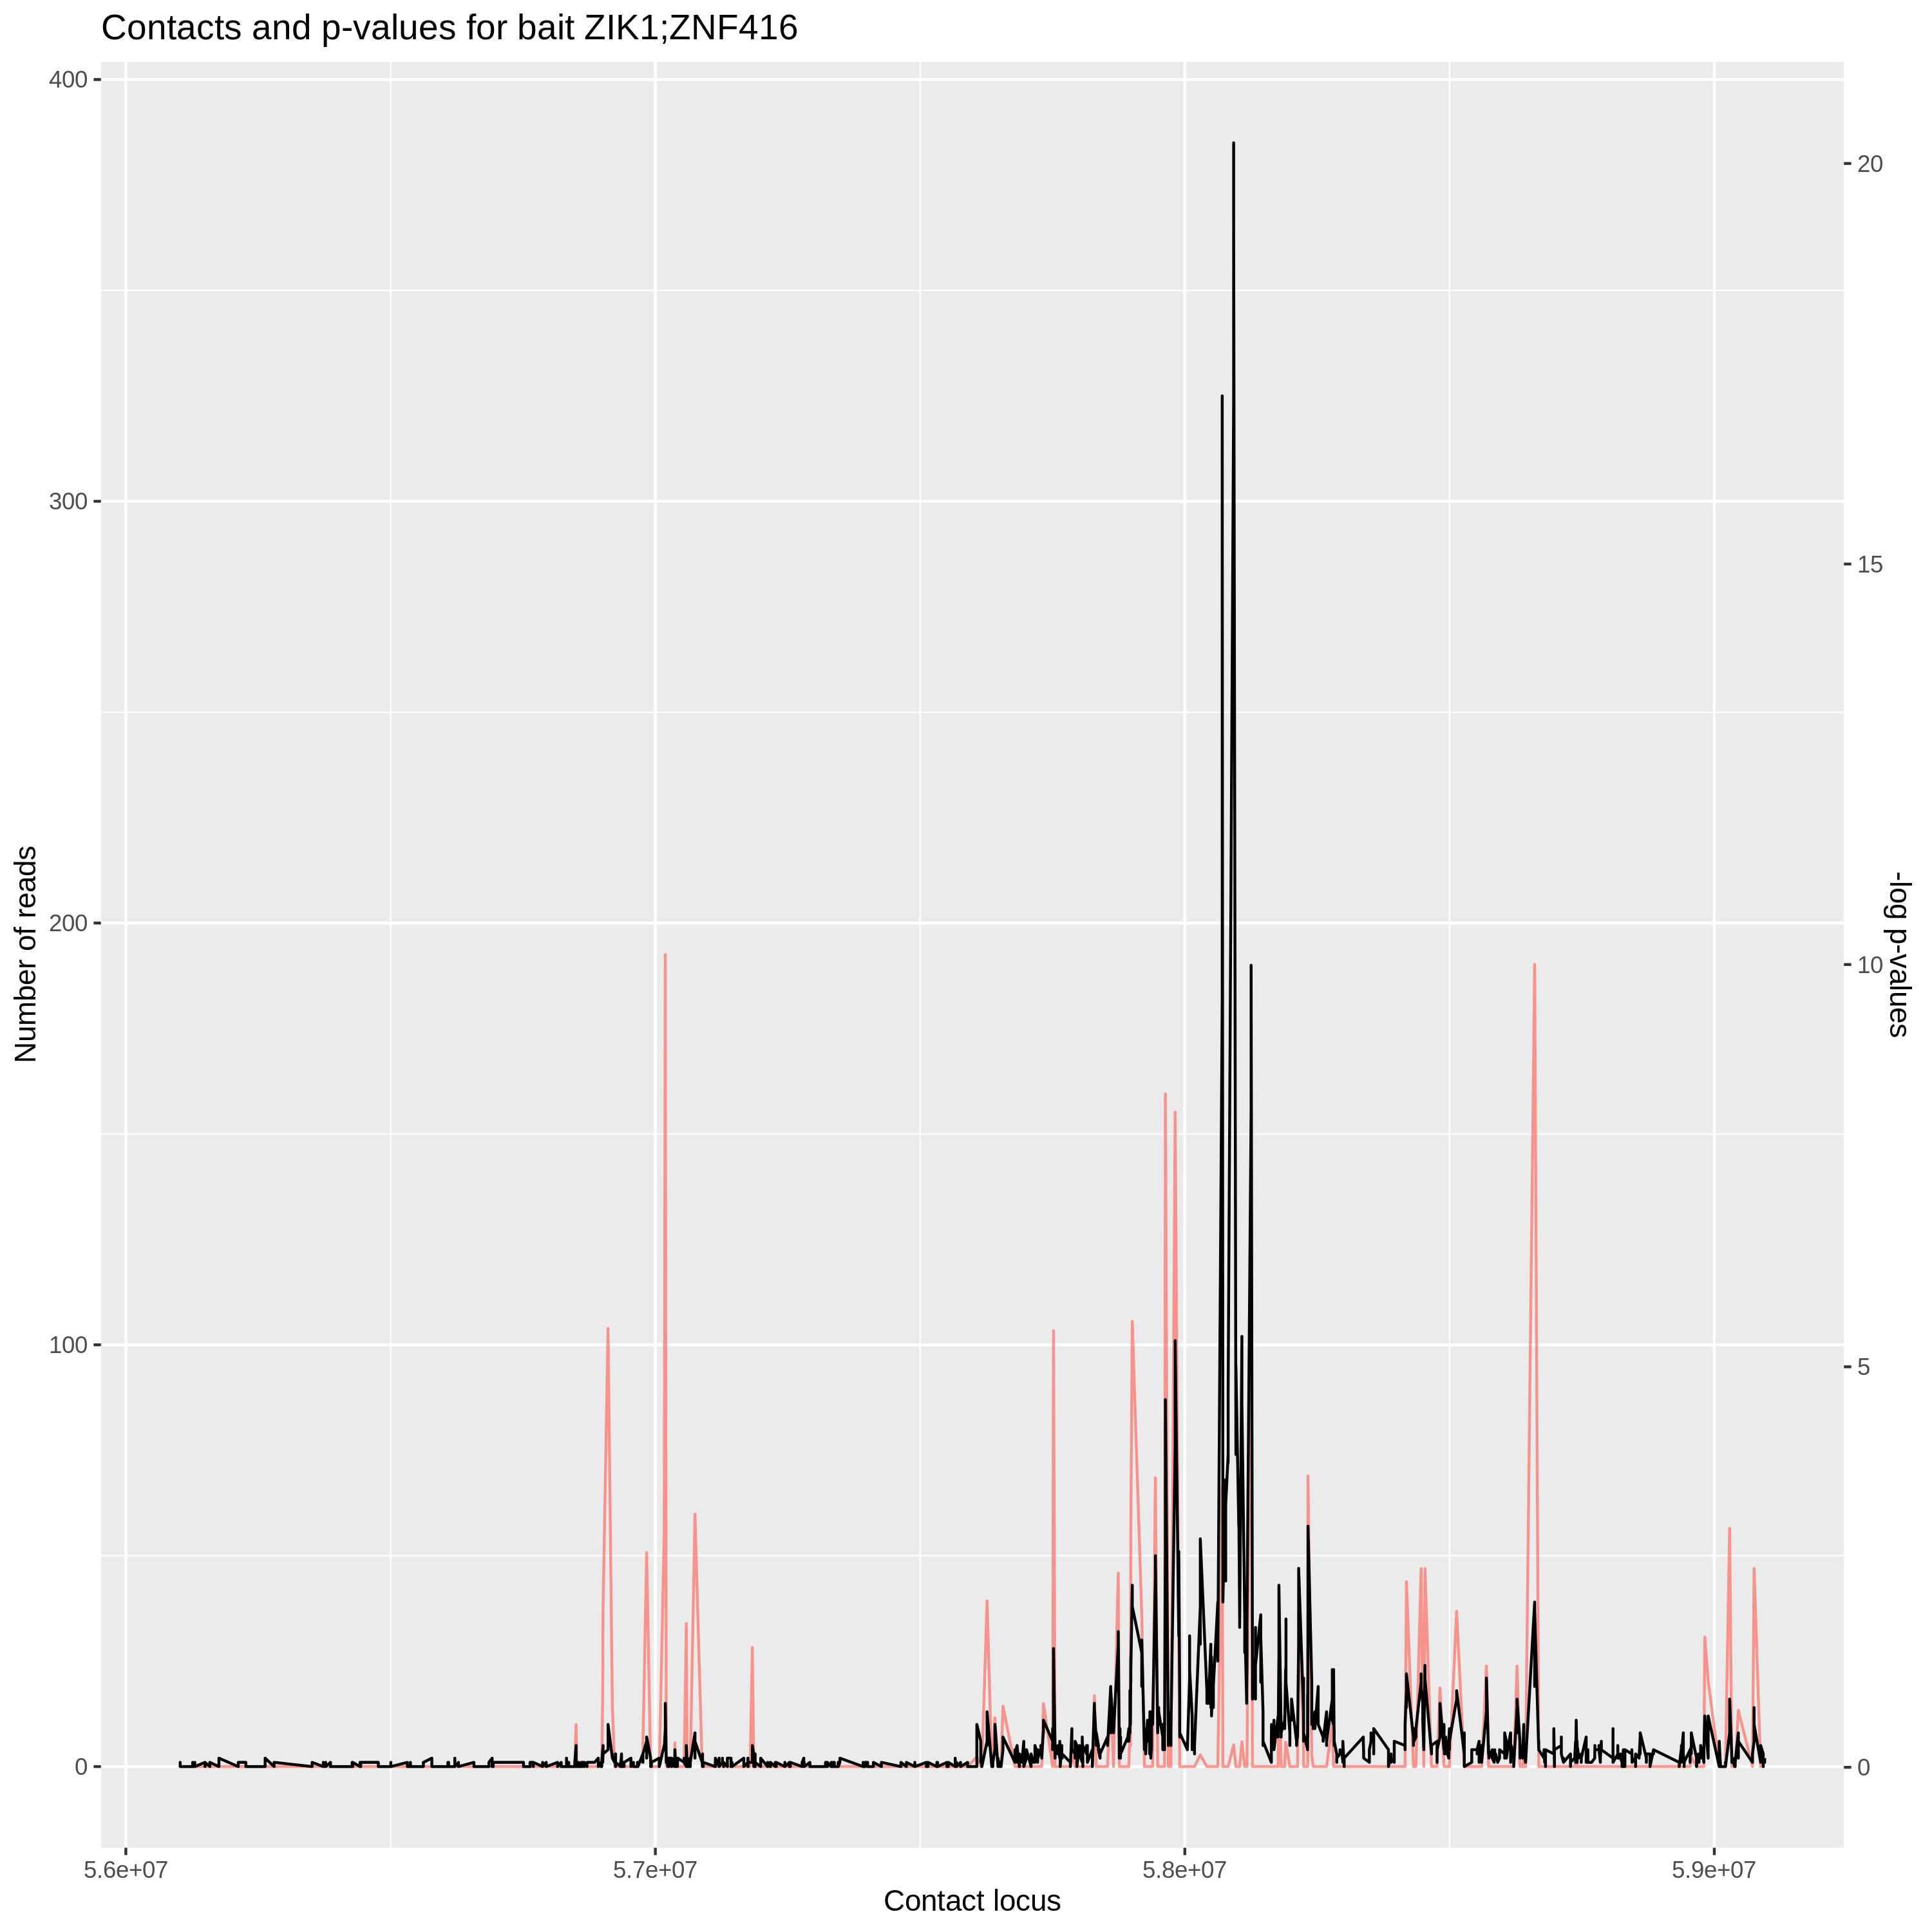 Contacts and p-values for bait ZIK1;ZNF416
400
300
200
100
0
Number of reads
20
15
10
5
0
-log p-values
5.6e+07 5.7e+07 5.8e+07 5.9e+07
Contact locus